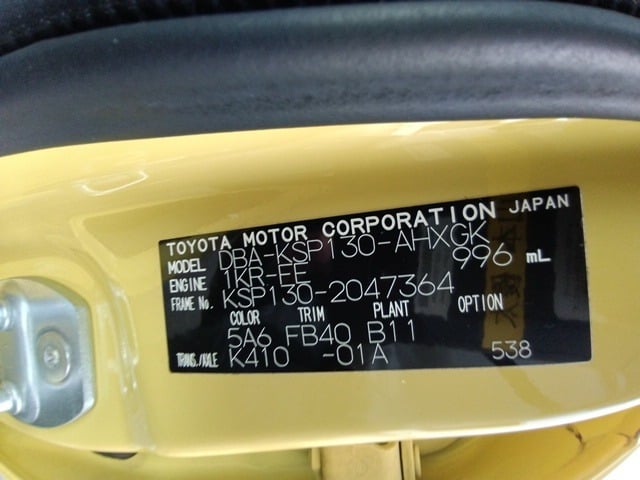 TOYOTA MOTOR CORPORATION JAPAN
MODEL DBA-KSP130-AHXGK
ENGINE 1KR-FE 996 mL
FRAME No. KSP130-2047364
COLOR TRIM PLANT OPTION
5A6 FB40 B11
TRANS./AXLE K410 -01A 538